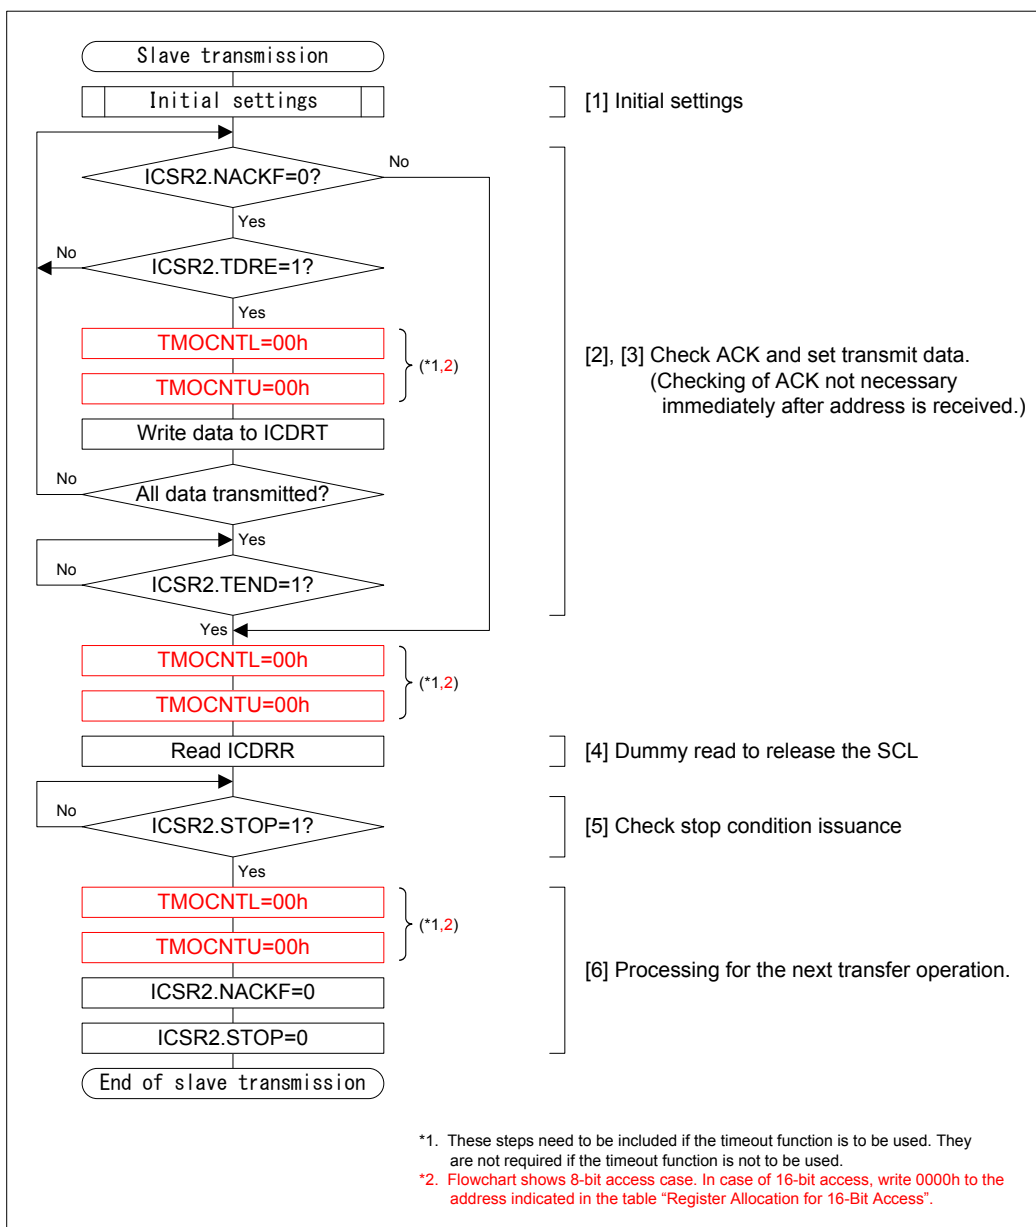 Slave transmission
Initial settings
[1] Initial settings
ICSR2.NACKF=0?
No
Yes
ICSR2.TDRE=1?
No
Yes
TMOCNTL=00h
TMOCNTU=00h
(*1,2)
Write data to ICDRT
All data transmitted?
No
Yes
ICSR2.TEND=1?
No
Yes
[2], [3] Check ACK and set transmit data.
(Checking of ACK not necessary
immediately after address is received.)
TMOCNTL=00h
TMOCNTU=00h
(*1,2)
Read ICDRR
[4] Dummy read to release the SCL
ICSR2.STOP=1?
No
Yes
[5] Check stop condition issuance
TMOCNTL=00h
TMOCNTU=00h
(*1,2)
ICSR2.NACKF=0
ICSR2.STOP=0
[6] Processing for the next transfer operation.
End of slave transmission
*1. These steps need to be included if the timeout function is to be used. They
are not required if the timeout function is not to be used.
*2. Flowchart shows 8-bit access case. In case of 16-bit access, write 0000h to the
address indicated in the table “Register Allocation for 16-Bit Access”.